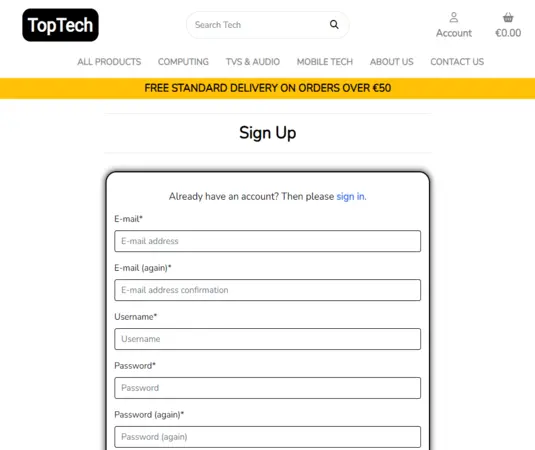 TopTech
Search Tech
Account
€0.00
ALL PRODUCTS COMPUTING TVS & AUDIO MOBILE TECH ABOUT US CONTACT US
FREE STANDARD DELIVERY ON ORDERS OVER €50
Sign Up
Already have an account? Then please sign in.
E-mail*
E-mail address
E-mail (again)*
E-mail address confirmation
Username*
Username
Password*
Password
Password (again)*
Password (again)